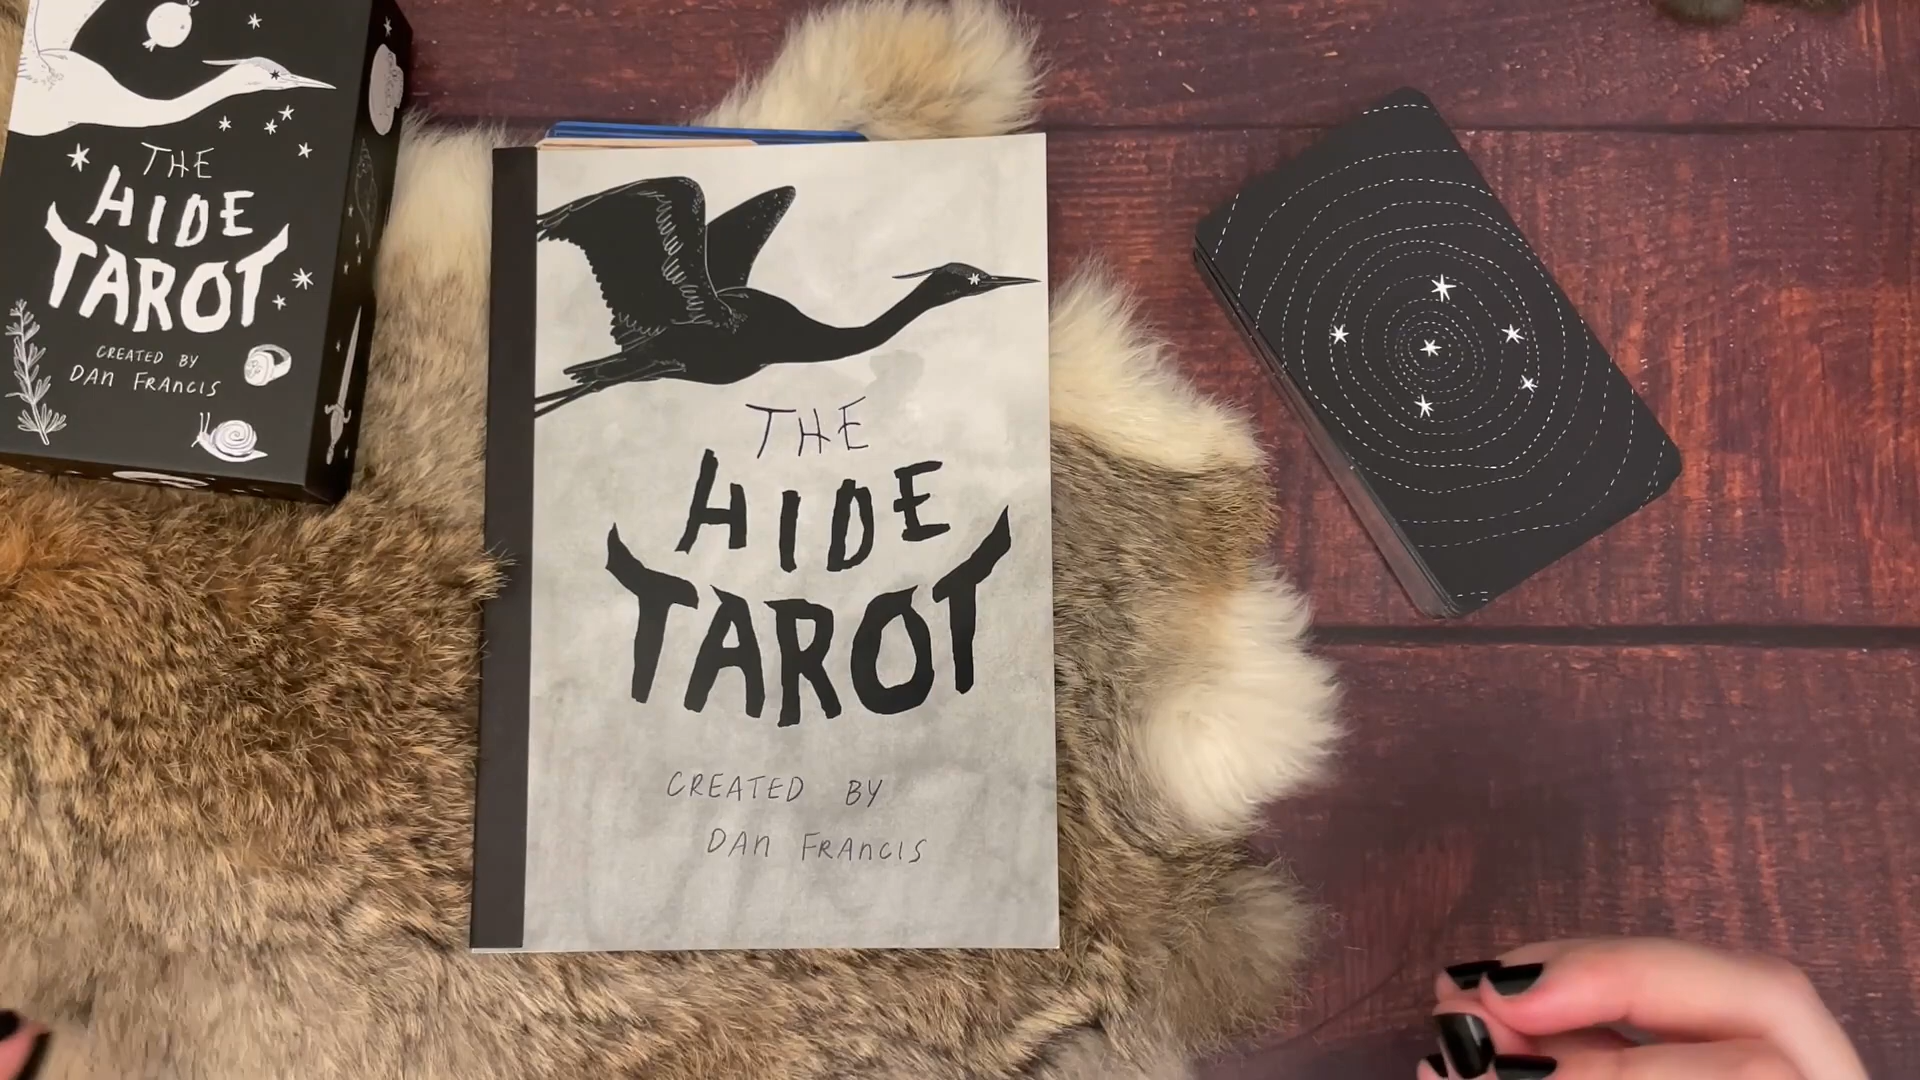 THE
HIDE
TAROT
CREATED BY
DAN FRANCIS
THE
HIDE
TAROT
CREATED BY
DAN FRANCIS